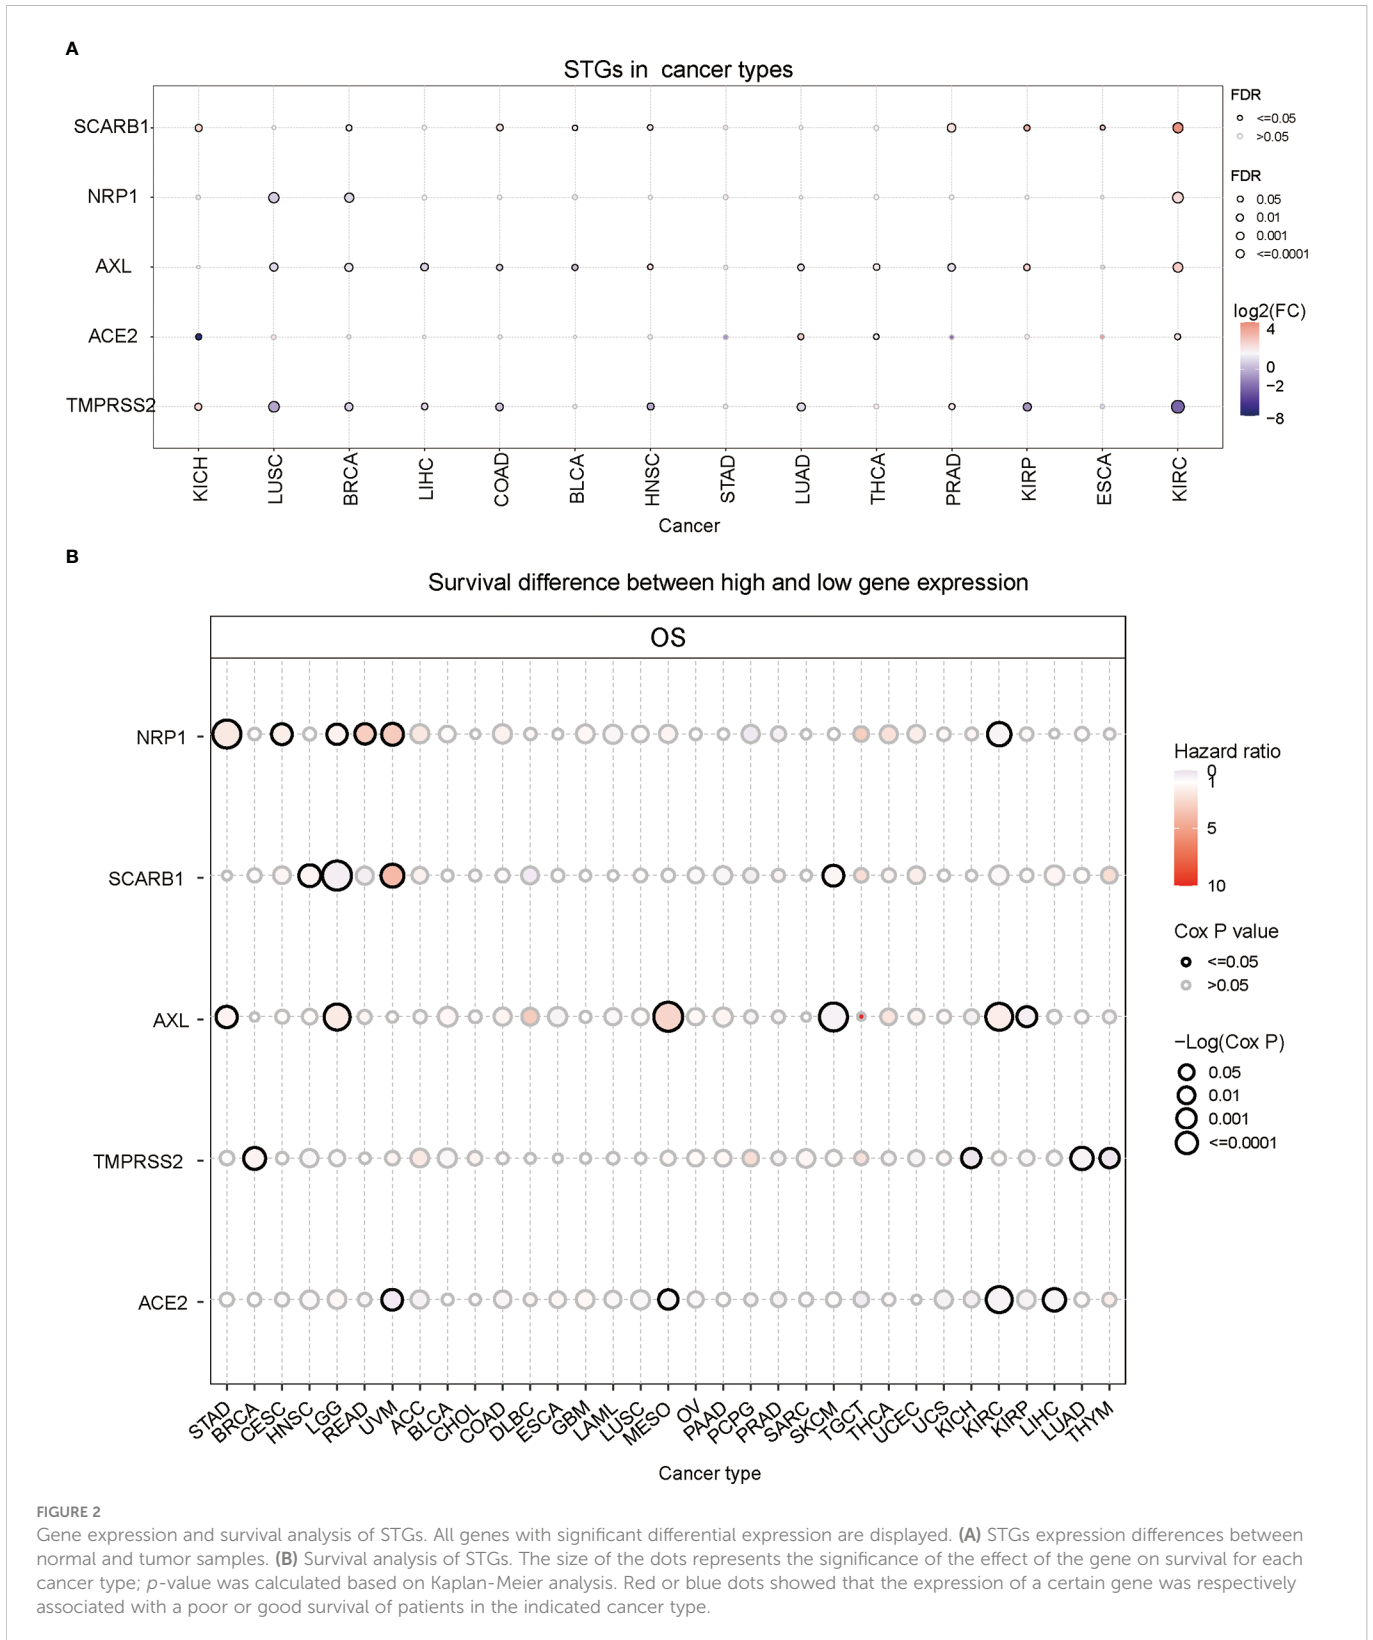 A
STGs in cancer types
SCARB1
NRP1
AXL
ACE2
TMPRSS2
KICH
LUSC
BRCA
LIHC
COAD
BLCA
HNSC
STAD
LUAD
THCA
PRAD
KIRP
ESCA
KIRC
Cancer
FDR
<=0.05
>0.05
FDR
0.05
0.01
0.001
<=0.0001
log2(FC)
4
0
−2
−8
B
Survival difference between high and low gene expression
OS
NRP1
SCARB1
AXL
TMPRSS2
ACE2
STAD
BRCA
CESC
HNSC
LGG
READ
UVM
ACC
BLCA
CHOL
COAD
DLBC
ESCA
GBM
LAML
LUSC
MESO
OV
PAAD
PCPG
PRAD
SARC
SKCM
TGCT
THCA
UCEC
UCS
KICH
KIRC
KIRP
LIHC
LUAD
THYM
Cancer type
Hazard ratio
0
1
5
10
Cox P value
<=0.05
>0.05
−Log(Cox P)
0.05
0.01
0.001
<=0.0001
FIGURE 2
Gene expression and survival analysis of STGs. All genes with significant differential expression are displayed. (A) STGs expression differences between
normal and tumor samples. (B) Survival analysis of STGs. The size of the dots represents the significance of the effect of the gene on survival for each
cancer type; p-value was calculated based on Kaplan-Meier analysis. Red or blue dots showed that the expression of a certain gene was respectively
associated with a poor or good survival of patients in the indicated cancer type.